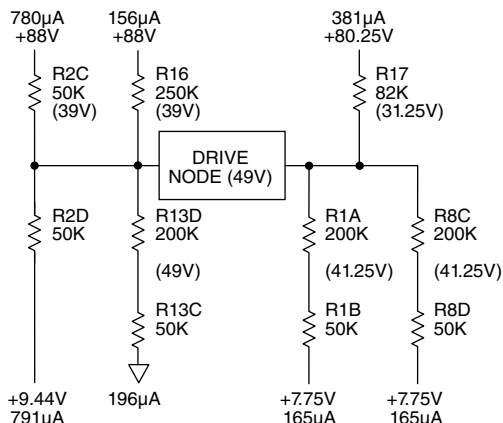 780µA
+88V
156µA
+88V
381µA
+80.25V
R2C
50K
(39V)
R16
250K
(39V)
R17
82K
(31.25V)
DRIVE
NODE (49V)
R2D
50K
R13D
200K
(49V)
R13C
50K
R1A
200K
(41.25V)
R1B
50K
R8C
200K
(41.25V)
R8D
50K
+9.44V
791µA
196µA
+7.75V
165µA
+7.75V
165µA